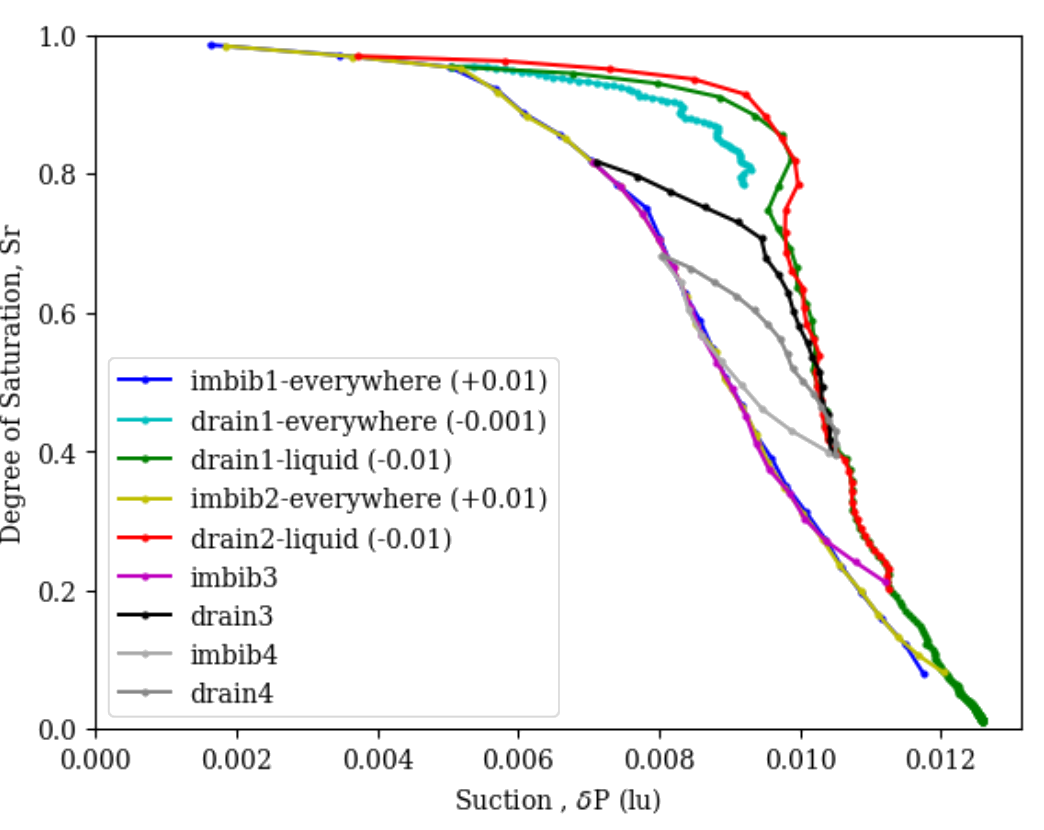 1.0
0.8
0.6
0.4
0.2
0.0
Degree of Saturation, Sr
imbib1-everywhere (+0.01)
drain1-everywhere (-0.001)
drain1-liquid (-0.01)
imbib2-everywhere (+0.01)
drain2-liquid (-0.01)
imbib3
drain3
imbib4
drain4
0.000 0.002 0.004 0.006 0.008 0.010 0.012
Suction , δP (lu)